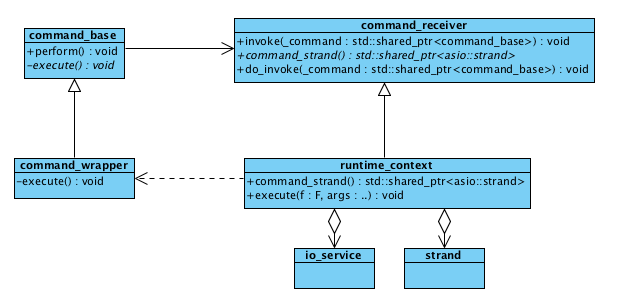 command_base
+perform() : void
-execute() : void
command_receiver
+invoke(_command : std::shared_ptr<command_base>) : void
+command_strand() : std::shared_ptr<asio::strand>
+do_invoke(_command : std::shared_ptr<command_base>) : void
command_wrapper
-execute() : void
runtime_context
+command_strand() : std::shared_ptr<asio::strand>
+execute(f : F, args : ..) : void
io_service
strand